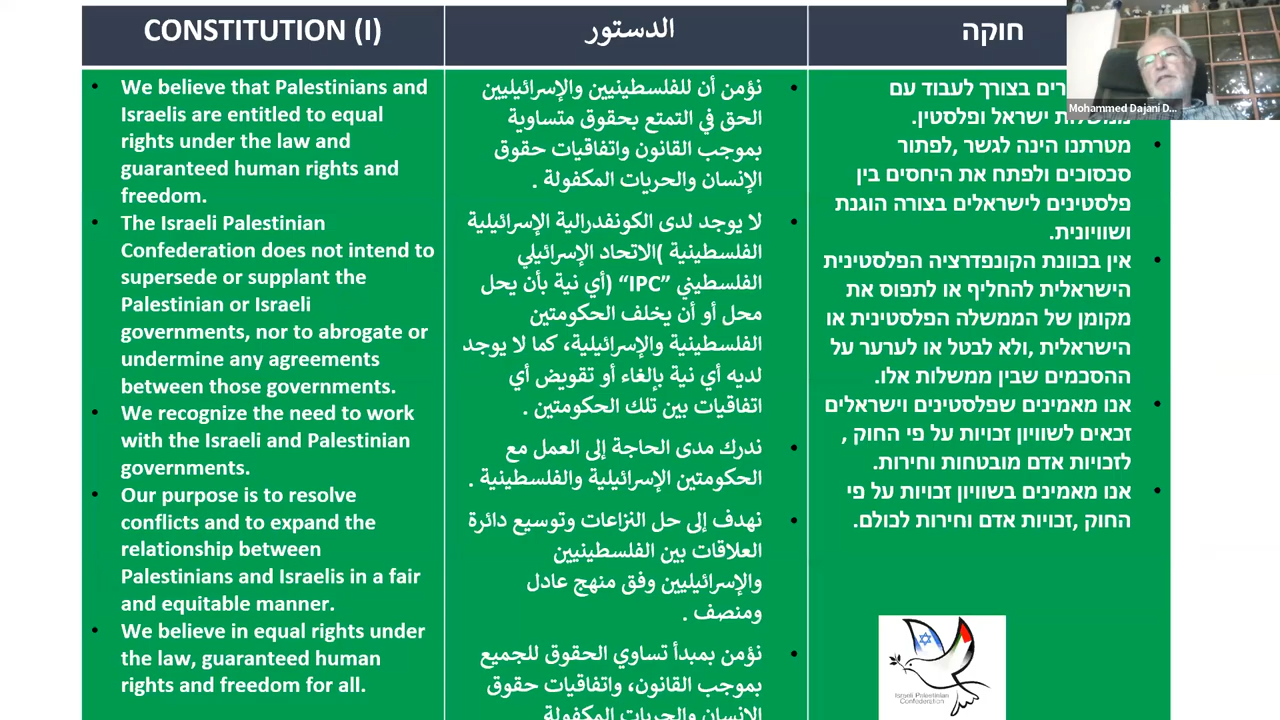 CONSTITUTION (I)
We believe that Palestinians and
Israelis are entitled to equal
rights under the law and
guaranteed human rights and
freedom.
The Israeli Palestinian
Confederation does not intend to
supersede or supplant the
Palestinian or Israeli
governments, nor to abrogate or
undermine any agreements
between those governments.
We recognize the need to work
with the Israeli and Palestinian
governments.
Our purpose is to resolve
conflicts and to expand the
relationship between
Palestinians and Israelis in a fair
and equitable manner.
We believe in equal rights under
the law, guaranteed human
rights and freedom for all.
الدستور
نؤمن أن للفلسطينيين والإسرائيليين
الحق في التمتع بحقوق متساوية
بموجب القانون واتفاقيات حقوق
الإنسان والحريات المكفولة .
لا يوجد لدى الكونفدرالية الإسرائيلية
الفلسطينية )الاتحاد الإسرائيلي
الفلسطيني "IPC" (أي نية بأن يحل
محل أو أن يخلف الحكومتين
الفلسطينية والإسرائيلية، كما لا يوجد
لديه أي نية بإلغاء أو تقويض أي
اتفاقيات بين تلك الحكومتين .
ندرك مدى الحاجة إلى العمل مع
الحكومتين الإسرائيلية والفلسطينية .
نهدف إلى حل النزاعات وتوسيع دائرة
العلاقات بين الفلسطينيين
والإسرائيليين وفق منهج عادل
ومنصف .
نؤمن بمبدأ تساوي الحقوق للجميع
بموجب القانون، واتفاقيات حقوق
الإنسان والحريات المكفولة
חוקה
בצורך לעבוד עם
ישראל ופלסטין.
מטרתנו הינה לגשר ,לפתור
סכסוכים ולפתח את היחסים בין
פלסטינים לישראלים בצורה הוגנת
ושוויונית.
אין בכוונת הקונפדרציה הפלסטינית
הישראלית להחליף או לתפוס את
מקומן של הממשלה הפלסטינית או
הישראלית ,ולא לבטל או לערער על
ההסכמים שבין ממשלות אלו.
אנו מאמינים שפלסטינים וישראלים
זכאים לשוויון זכויות על פי החוק ,
לזכויות אדם מובטחות וחירות.
אנו מאמינים בשוויון זכויות על פי
החוק ,זכויות אדם וחירות לכולם.
Mohammed Dajani D...
Israeli Palestinian
Confederation